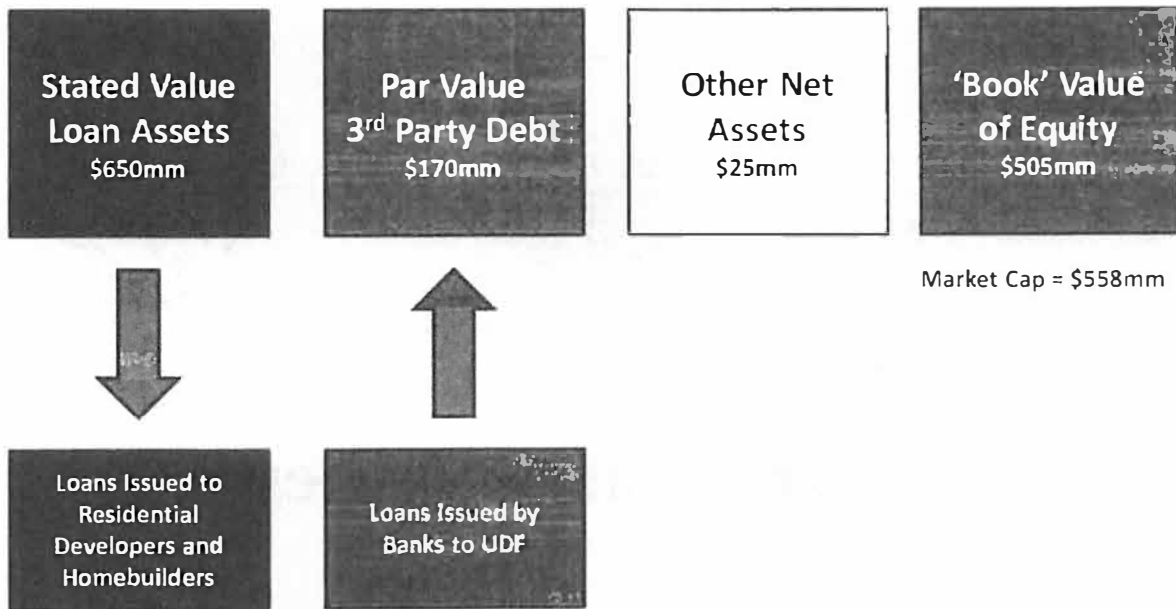 Stated Value
Loan Assets
$650mm
Par Value
3rd Party Debt
$170mm
Other Net
Assets
$25mm
‘Book’ Value
of Equity
$505mm
Market Cap = $558mm
Loans Issued to
Residential
Developers and
Homebuilders
Loans Issued by
Banks to UDF